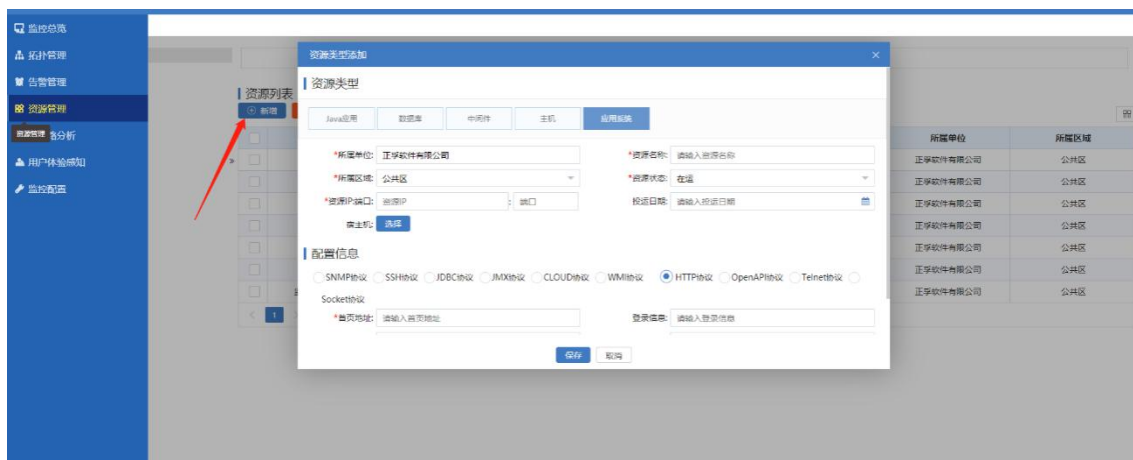 监控总览
拓扑管理
告警管理
资源管理
资源管理
略分析
用户体验感知
监控配置
资源列表
新增
资源类型添加
资源类型
Java应用 数据库 中间件 主机 应用系统
*所属单位: 正孚软件有限公司 *资源名称: 请输入资源名称
*所属区域: 公共区 *资源状态: 在运
*资源IP:端口: 资源IP : 端口 投运日期: 请输入投运日期
宿主机: 选择
配置信息
SNMP协议 SSH协议 JDBC协议 JMX协议 CLOUD协议 WMI协议 HTTP协议 OpenAPI协议 Telnet协议
Socket协议
*首页地址: 请输入首页地址 登录信息: 请输入登录信息
保存 取消
所属单位 所属区域
正孚软件有限公司 公共区
正孚软件有限公司 公共区
正孚软件有限公司 公共区
正孚软件有限公司 公共区
正孚软件有限公司 公共区
正孚软件有限公司 公共区
正孚软件有限公司 公共区
1